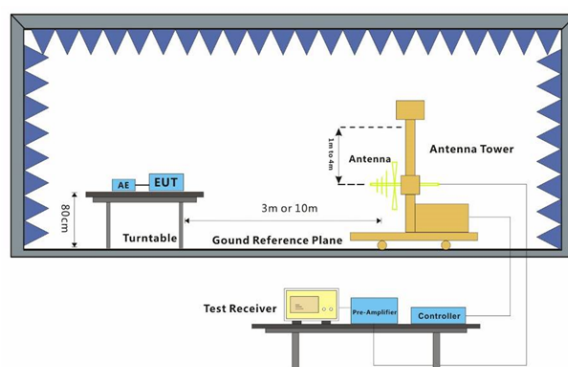 1m to 4m
Antenna
Antenna Tower
AE
EUT
80cm
3m or 10m
Turntable
Gound Reference Plane
Test Receiver
Pre-Amplifier
Controller